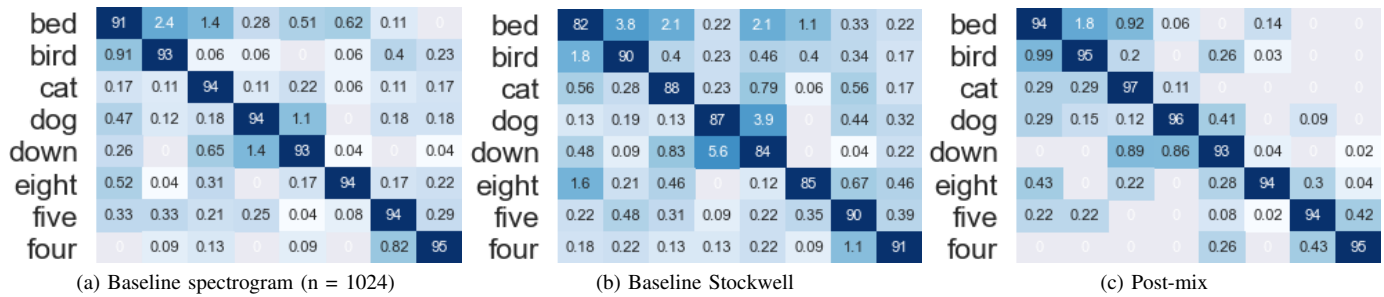 bed 91 2.4 1.4 0.28 0.51 0.62 0.11 0
bird 0.91 93 0.06 0.06 0 0.06 0.4 0.23
cat 0.17 0.11 94 0.11 0.22 0.06 0.11 0.17
dog 0.47 0.12 0.18 94 1.1 0 0.18 0.18
down 0.26 0 0.65 1.4 93 0.04 0 0.04
eight 0.52 0.04 0.31 0 0.17 94 0.17 0.22
five 0.33 0.33 0.21 0.25 0.04 0.08 94 0.29
four 0 0.09 0.13 0 0.09 0 0.82 95
(a) Baseline spectrogram (n = 1024)
bed 82 3.8 2.1 0.22 2.1 1.1 0.33 0.22
bird 1.8 90 0.4 0.23 0.46 0.4 0.34 0.17
cat 0.56 0.28 88 0.23 0.79 0.06 0.56 0.17
dog 0.13 0.19 0.13 87 3.9 0 0.44 0.32
down 0.48 0.09 0.83 5.6 84 0 0.04 0.22
eight 1.6 0.21 0.46 0 0.12 85 0.67 0.46
five 0.22 0.48 0.31 0.09 0.22 0.35 90 0.39
four 0.18 0.22 0.13 0.13 0.22 0.09 1.1 91
(b) Baseline Stockwell
bed 94 1.8 0.92 0.06 0 0.14 0 0
bird 0.99 95 0.2 0 0.26 0.03 0 0
cat 0.29 0.29 97 0.11 0 0 0 0
dog 0.29 0.15 0.12 96 0.41 0 0.09 0
down 0 0 0.89 0.86 93 0.04 0 0.02
eight 0.43 0 0.22 0 0.28 94 0.3 0.04
five 0.22 0.22 0 0 0.08 0.02 94 0.42
four 0 0 0 0 0.26 0 0.43 95
(c) Post-mix